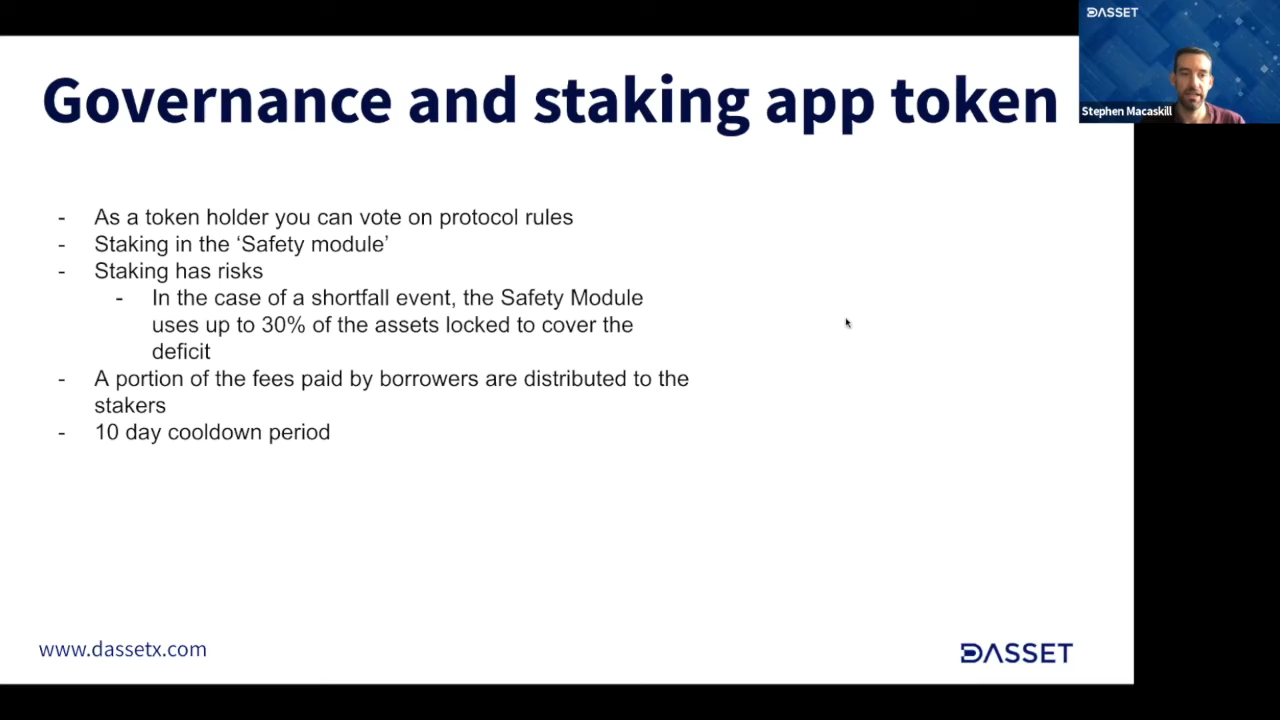 DASSET
Stephen Macaskill
Governance and staking app token
- As a token holder you can vote on protocol rules
- Staking in the ‘Safety module’
- Staking has risks
- In the case of a shortfall event, the Safety Module
uses up to 30% of the assets locked to cover the
deficit
- A portion of the fees paid by borrowers are distributed to the
stakers
- 10 day cooldown period
www.dassetx.com
DASSET